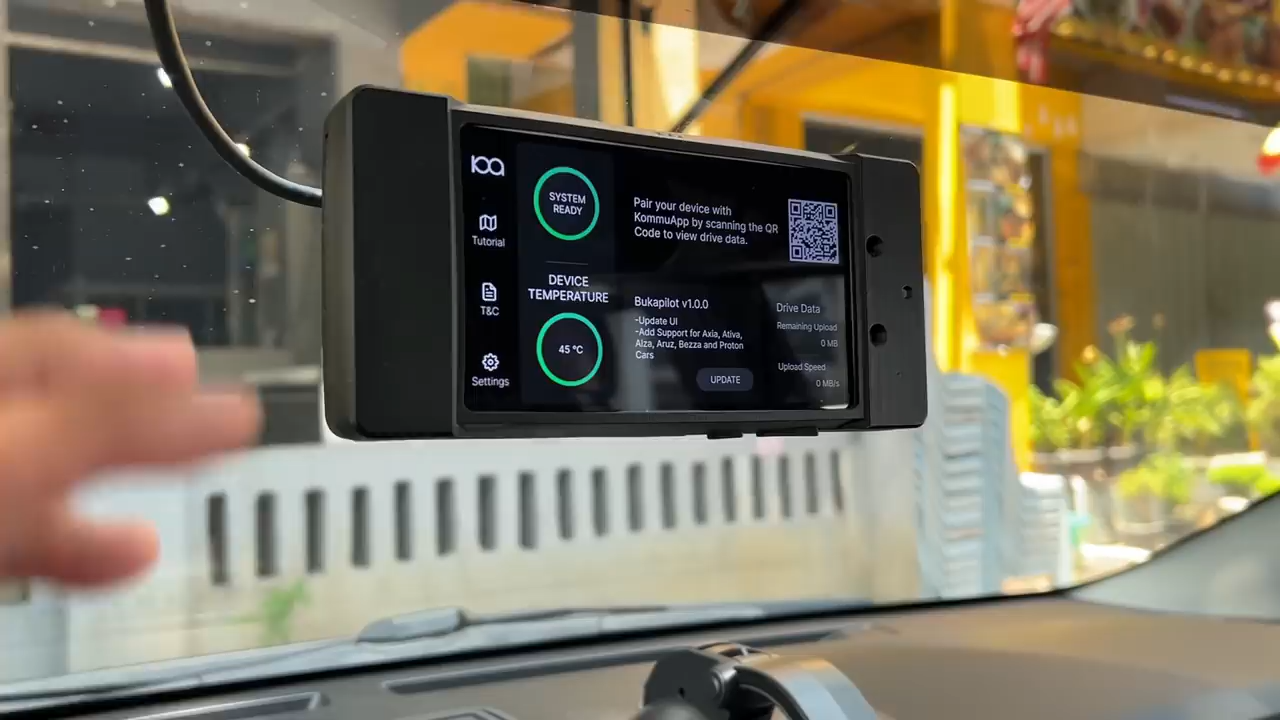 Tutorial
T&C
Settings
SYSTEM
READY
DEVICE
TEMPERATURE
45 °C
Pair your device with
KommuApp by scanning the QR
Code to view drive data.
Bukapilot v1.0.0
-Update UI
-Add Support for Axia, Ativa,
Alza, Aruz, Bezza and Proton
Cars
UPDATE
Drive Data
Remaining Upload
0 MB
Upload Speed
0 MB/s